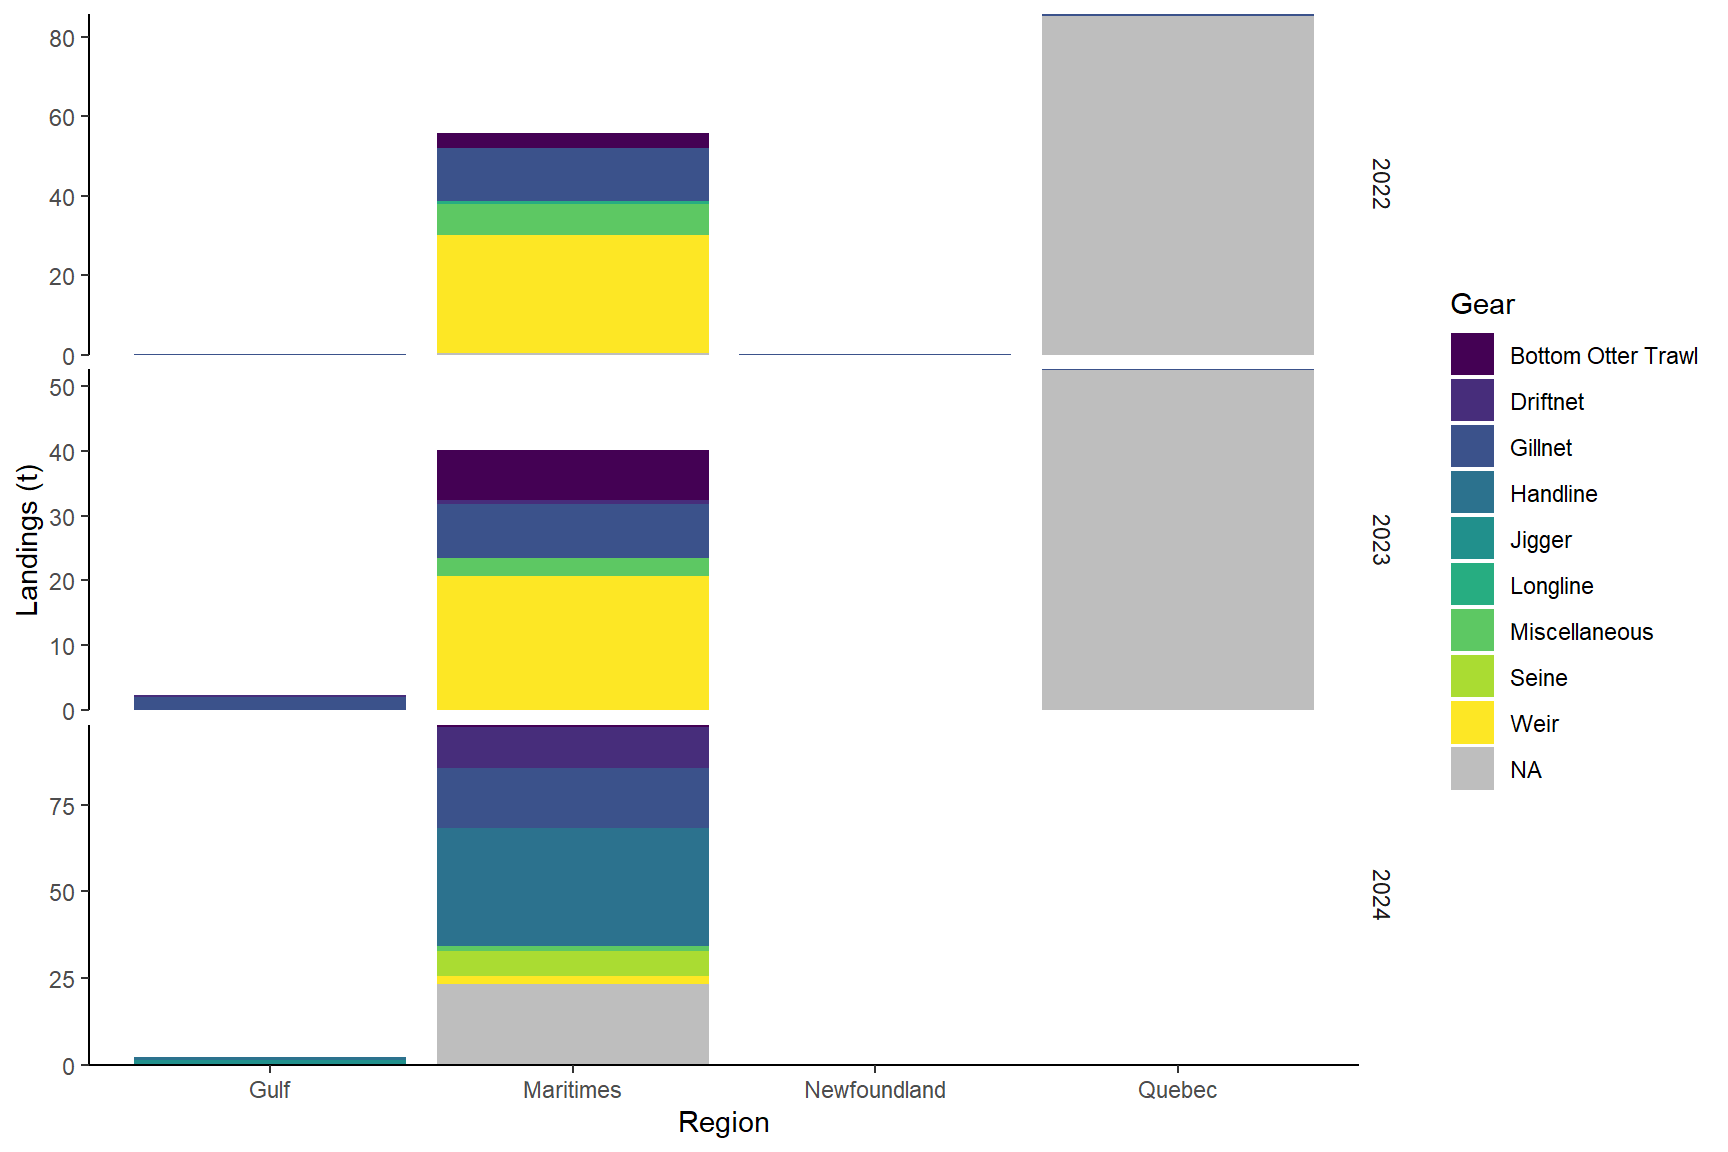 80
60
40
20
0
2022
50
40
30
20
10
0
2023
75
50
25
0
2024
Landings (t)
Gulf
Maritimes
Newfoundland
Quebec
Region
Gear
Bottom Otter Trawl
Driftnet
Gillnet
Handline
Jigger
Longline
Miscellaneous
Seine
Weir
NA